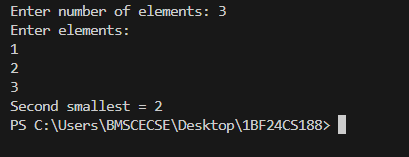 Enter number of elements: 3
Enter elements:
1
2
3
Second smallest = 2
PS C:\Users\BMSCECSE\Desktop\1BF24CS188>